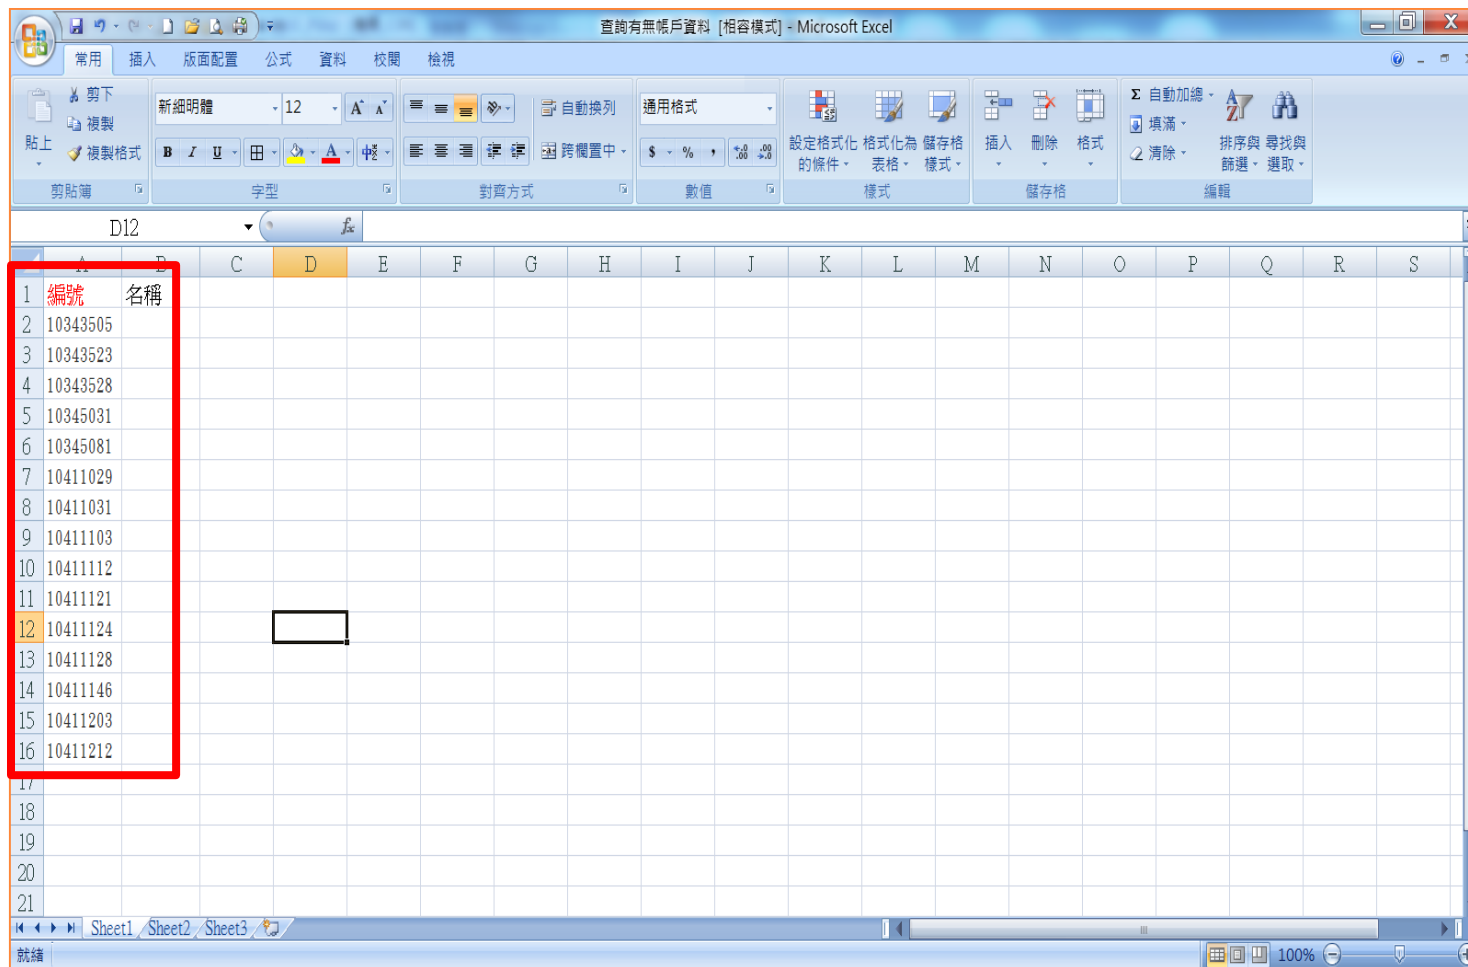 查詢有無帳戶資料 [相容模式] - Microsoft Excel
常用 插入 版面配置 公式 資料 校閱 檢視
貼上 剪下 複製 複製格式 剪貼簿
新細明體 12 B I U 字型
自動換列 跨欄置中 對齊方式
通用格式 $ % , 數值
設定格式化的條件 格式化為表格 儲存格樣式 樣式
插入 刪除 格式 儲存格
Σ 自動加總 填滿 清除 排序與篩選 尋找與選取 編輯
D12 fx
A B C D E F G H I J K L M N O P Q R S
1 編號 名稱
2 10343505
3 10343523
4 10343528
5 10345031
6 10345081
7 10411029
8 10411031
9 10411103
10 10411112
11 10411121
12 10411124
13 10411128
14 10411146
15 10411203
16 10411212
17
18
19
20
21
Sheet1 Sheet2 Sheet3
就緒 100%